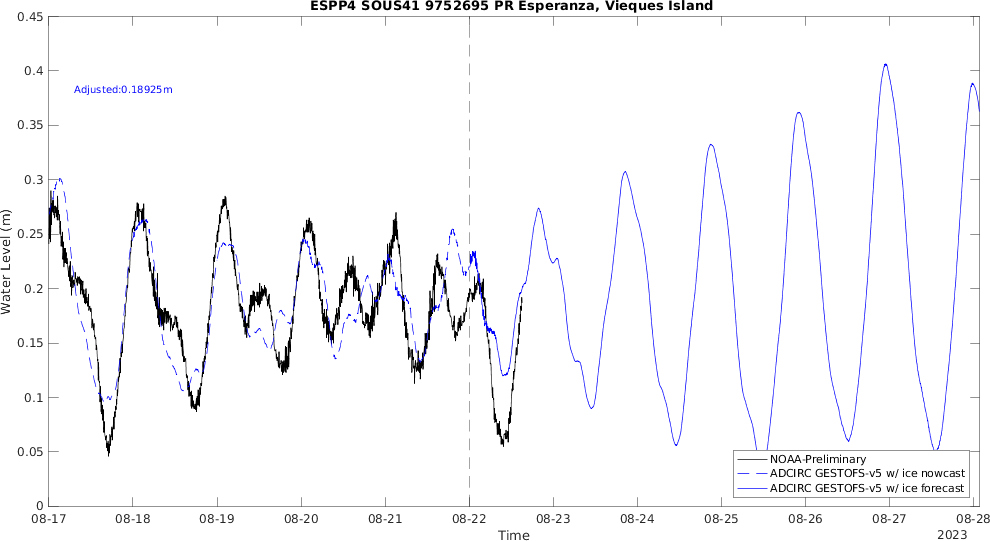 ESPP4 SOUS41 9752695 PR Esperanza, Vieques Island
0.45
0.4
0.35
0.3
0.25
0.2
0.15
0.1
0.05
0
Water Level (m)
Adjusted:0.18925m
NOAA-Preliminary
ADCIRC GESTOFS-v5 w/ ice nowcast
ADCIRC GESTOFS-v5 w/ ice forecast
08-17 08-18 08-19 08-20 08-21 08-22 08-23 08-24 08-25 08-26 08-27 08-28
Time
2023